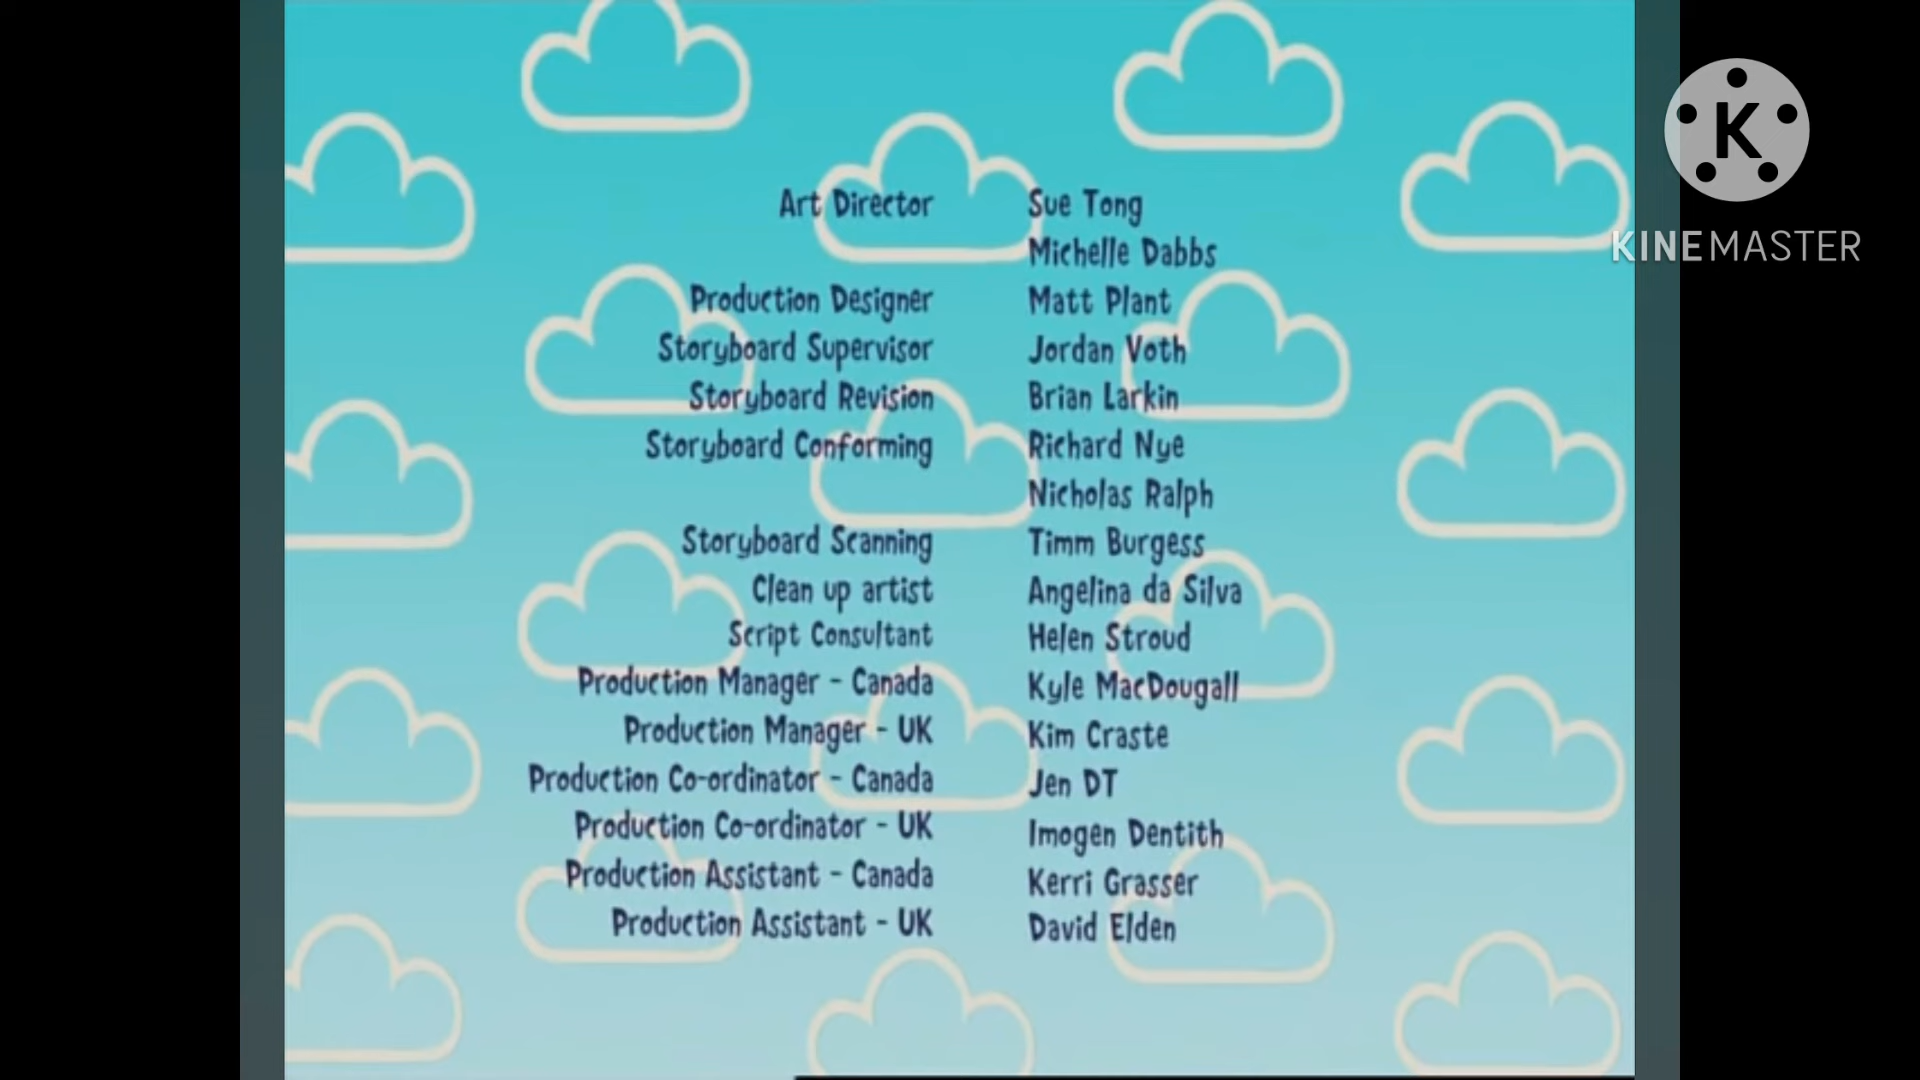 Art Director Sue Tong
Michelle Dabbs
Production Designer Matt Plant
Storyboard Supervisor Jordan Voth
Storyboard Revision Brian Larkin
Storyboard Conforming Richard Nye
Nicholas Ralph
Storyboard Scanning Timm Burgess
Clean up artist Angelina da Silva
Script Consultant Helen Stroud
Production Manager - Canada Kyle MacDougall
Production Manager - UK Kim Craste
Production Co-ordinator - Canada Jen DT
Production Co-ordinator - UK Imogen Dentith
Production Assistant - Canada Kerri Grasser
Production Assistant - UK David Elden
K
KINEMASTER